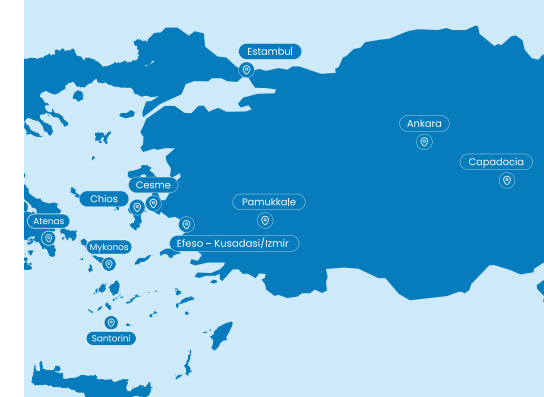 Estambul
Ankara
Capadocia
Cesme
Chios
Pamukkale
Atenas
Efeso – Kusadasi/Izmir
Mykonos
Santorini